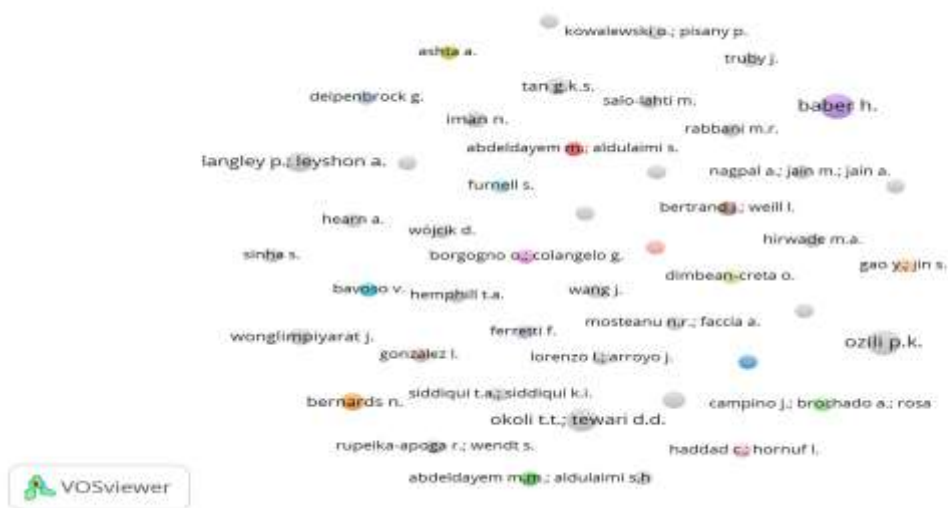 kowalewski o.; pisany p.
ashta a.
truby j.
tan g.k.s.
deipenbrock g.
salo-lahti m.
baber h.
iman n.
rabbani m.r.
abdeldayem m.; aldulaimi s.
langley p.; leyshon a.
nagpal a.; jain m.; jain a.
furnell s.
bertrand j.; weill l.
hearn a.
wójcik d.
hirwade m.a.
sinha s.
borgogno o.; colangelo g.
gao y.; jin s.
dimbean-creta o.
bavoso v.
hemphill t.a.
wang j.
mosteanu n.r.; faccia a.
wonglimpiyarat j.
ferretti f.
ozili p.k.
gonzález l.
lorenzo l.; arroyo j.
siddiqui t.a.; siddiqui k.i.
bernards n.
campino j.; brochado a.; rosa
okoli t.t.; tewari d.d.
rupeika-apoga r.; wendt s.
haddad c.; hornuf l.
abdeldayem m.m.; aldulaimi s.h
VOSviewer